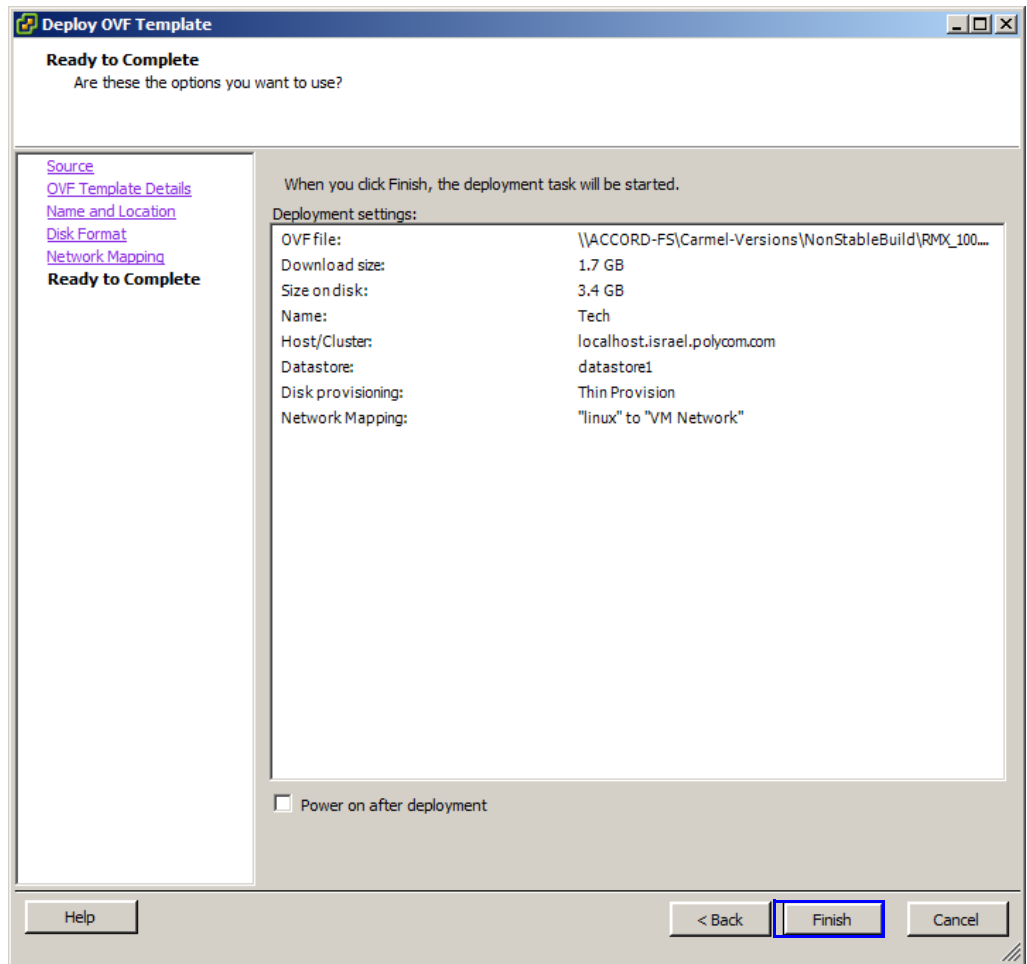 Deploy OVF Template
Ready to Complete
Are these the options you want to use?
Source
OVF Template Details
Name and Location
Disk Format
Network Mapping
Ready to Complete
When you click Finish, the deployment task will be started.
Deployment settings:
OVF file: \\ACCORD-FS\Carmel-Versions\NonStableBuild\RMX_100....
Download size: 1.7 GB
Size on disk: 3.4 GB
Name: Tech
Host/Cluster: localhost.israel.polycom.com
Datastore: datastore1
Disk provisioning: Thin Provision
Network Mapping: "linux" to "VM Network"
Power on after deployment
Help
< Back
Finish
Cancel